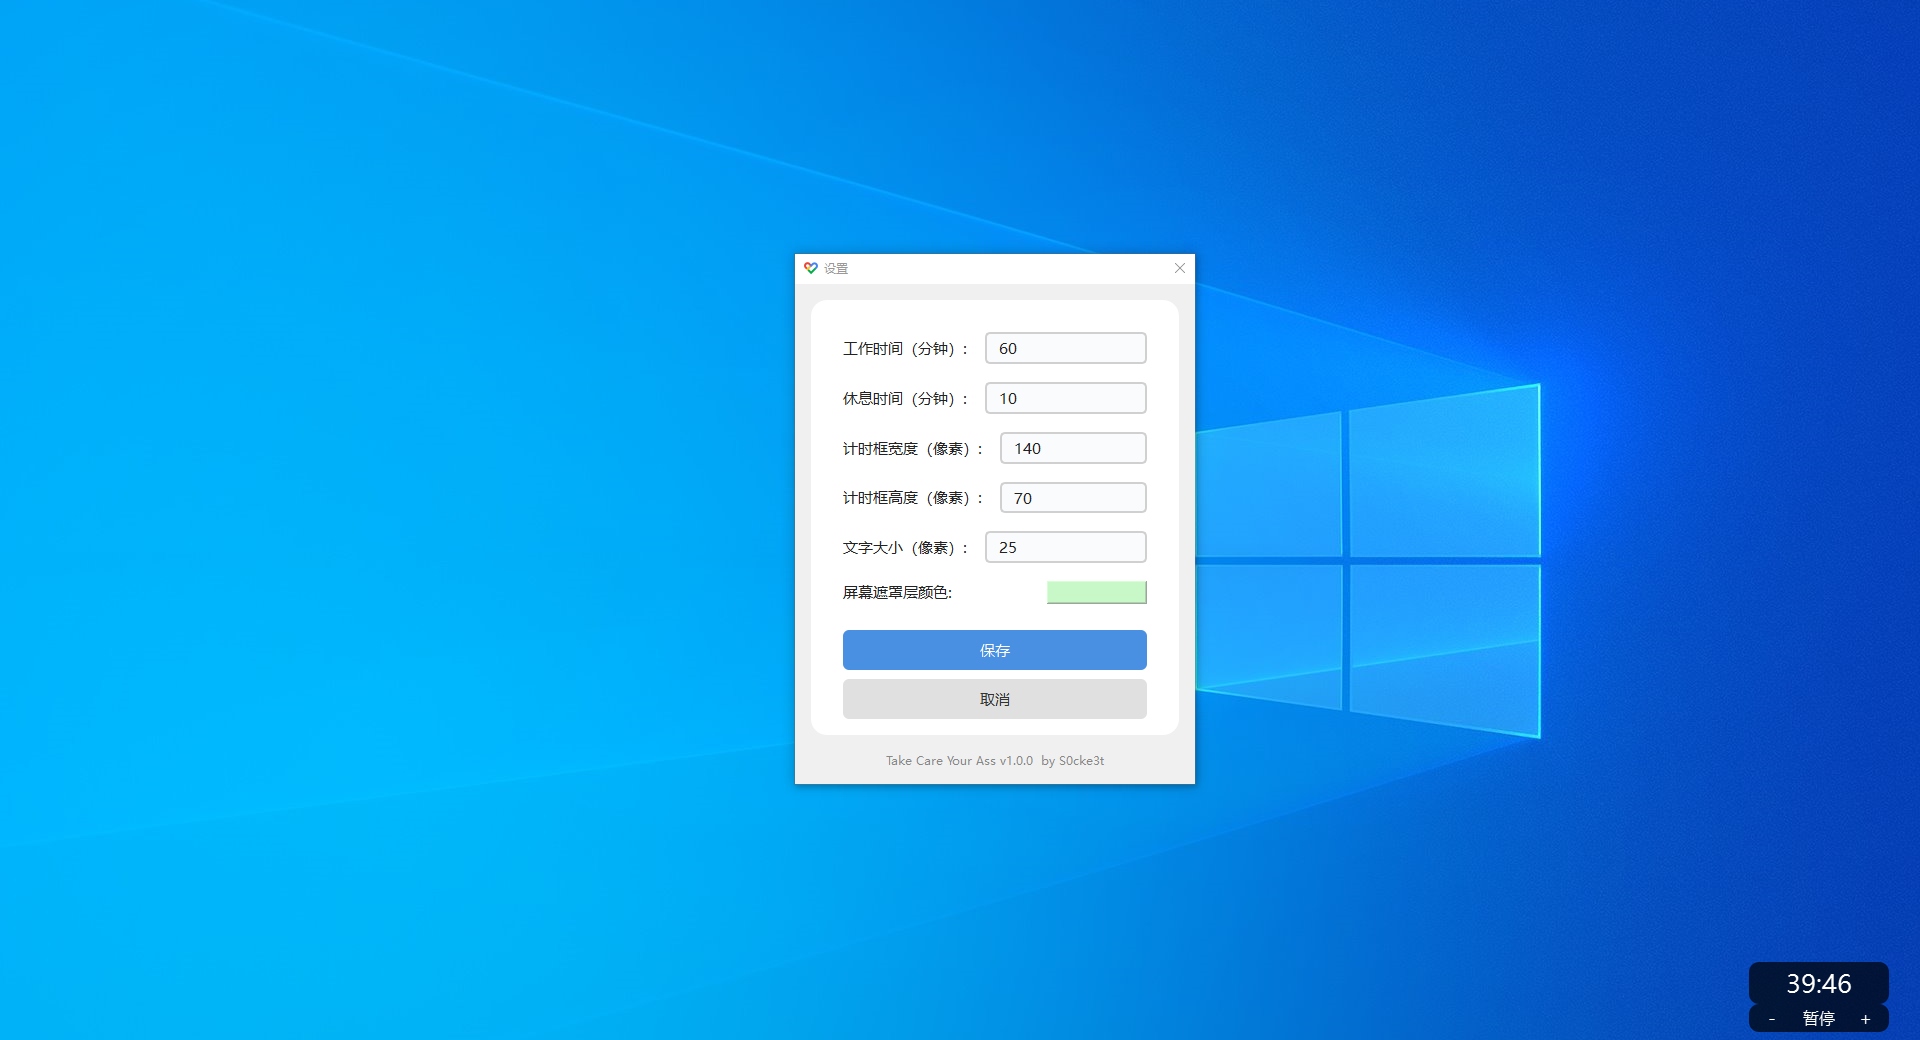 设置
工作时间（分钟）： 60
休息时间（分钟）： 10
计时框宽度（像素）： 140
计时框高度（像素）： 70
文字大小（像素）： 25
屏幕遮罩层颜色:
保存
取消
Take Care Your Ass v1.0.0  by S0cke3t
39:46
- 暂停 +